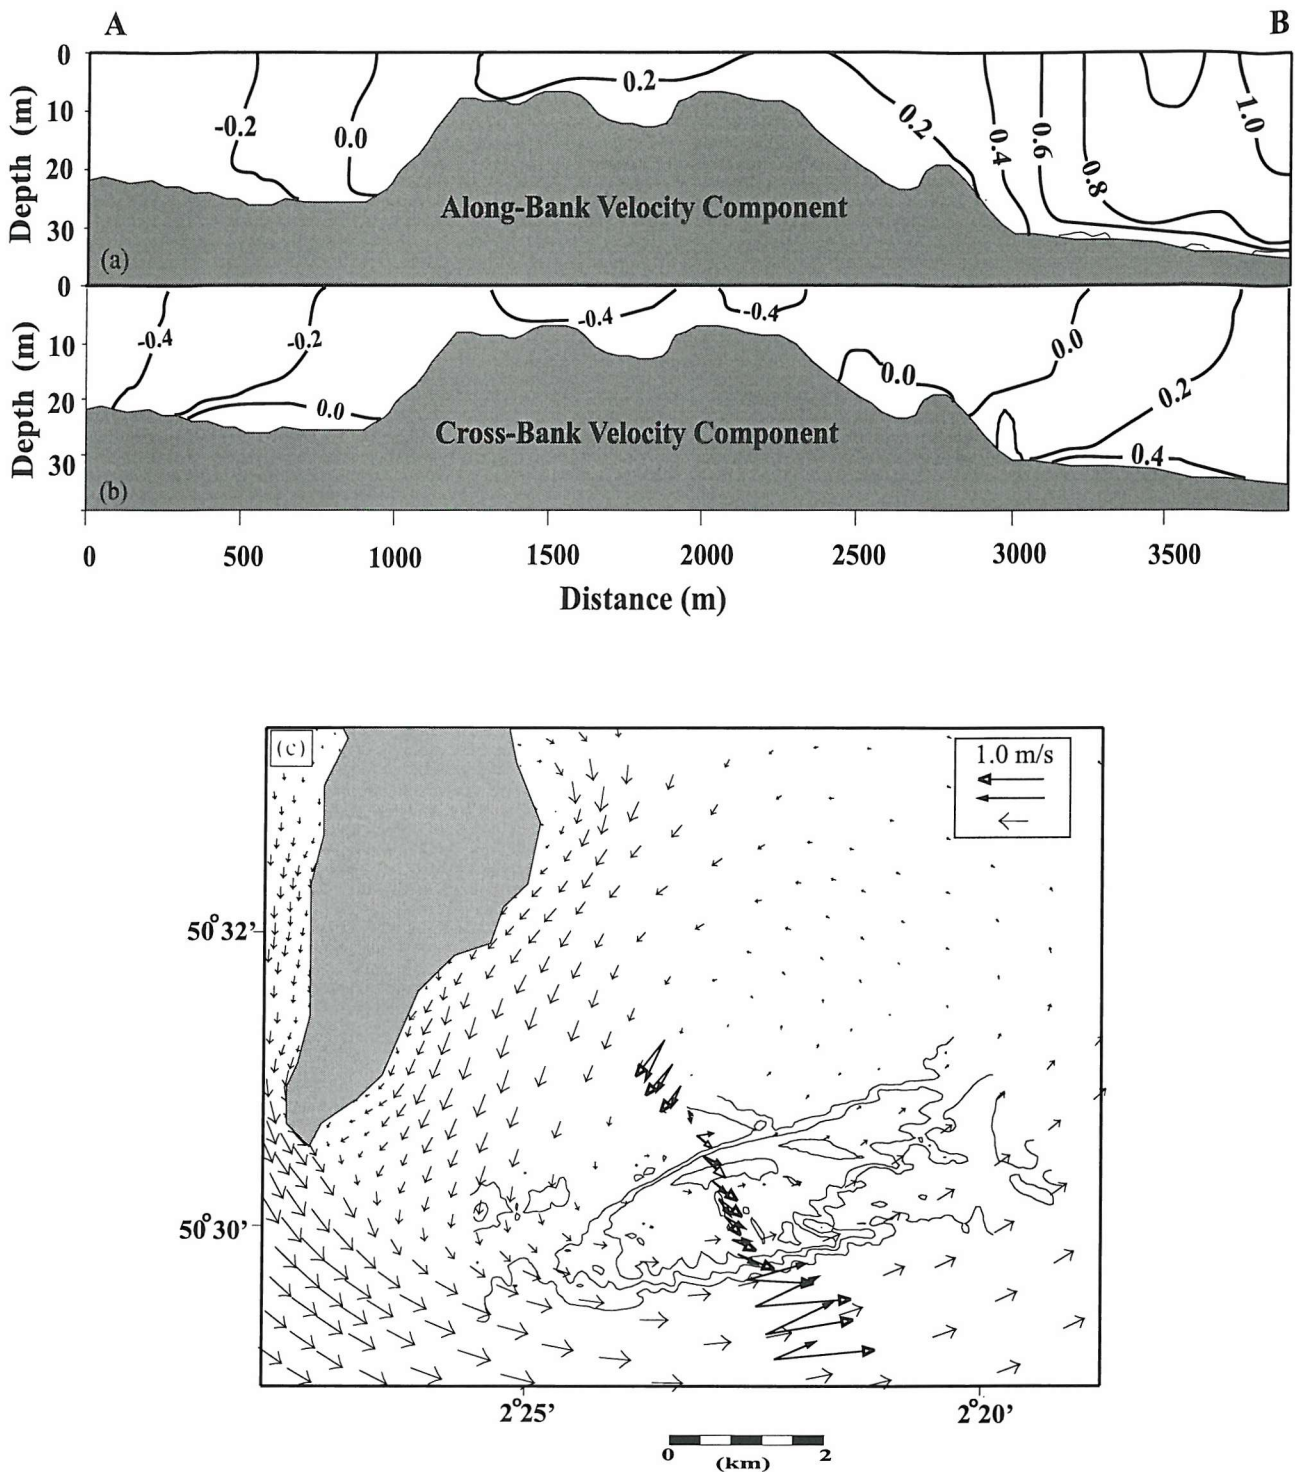 A B
0
10
20
30
Depth (m)
-0.2 0.0 0.2 0.2 0.4 0.6 0.8 1.0
Along-Bank Velocity Component
(a)
0
10
20
30
Depth (m)
-0.4 -0.2 0.0 -0.4 -0.4 0.0 0.0 0.2 0.4
Cross-Bank Velocity Component
(b)
0 500 1000 1500 2000 2500 3000 3500
Distance (m)
(c)
1.0 m/s
50°32'
50°30'
2°25' 2°20'
0 2
(km)